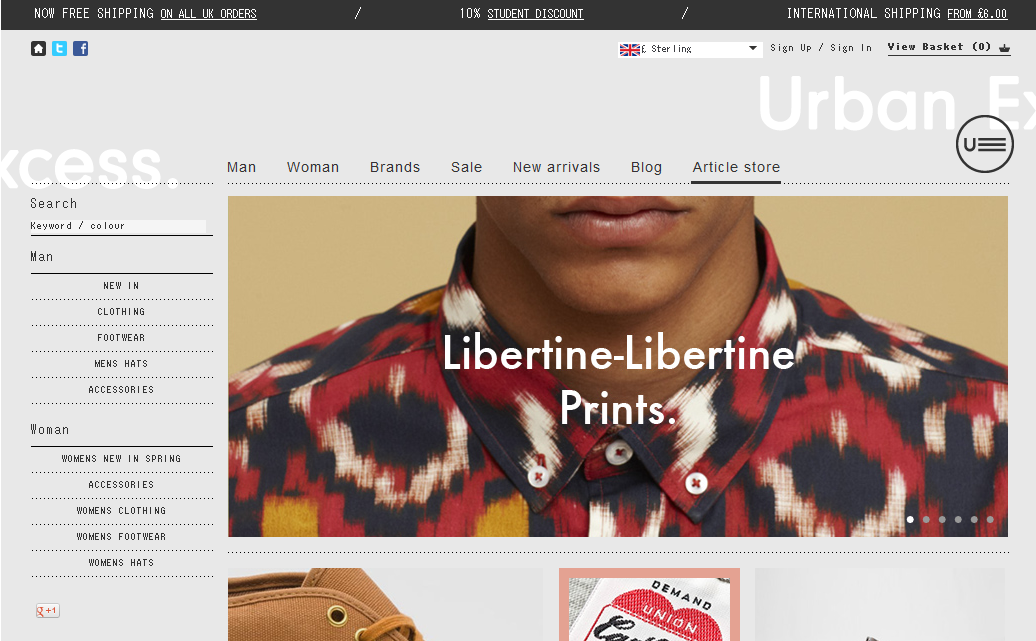 NOW FREE SHIPPING ON ALL UK ORDERS / 10% STUDENT DISCOUNT / INTERNATIONAL SHIPPING FROM £6.00
£ Sterling Sign Up / Sign In View Basket (0)
Urban Ex
xcess.
U
Man Woman Brands Sale New arrivals Blog Article store
Search
Keyword / colour
Man
NEW IN
CLOTHING
FOOTWEAR
MENS HATS
ACCESSORIES
Woman
WOMENS NEW IN SPRING
ACCESSORIES
WOMENS CLOTHING
WOMENS FOOTWEAR
WOMENS HATS
g +1
Libertine-Libertine
Prints.
DEMAND
UNION